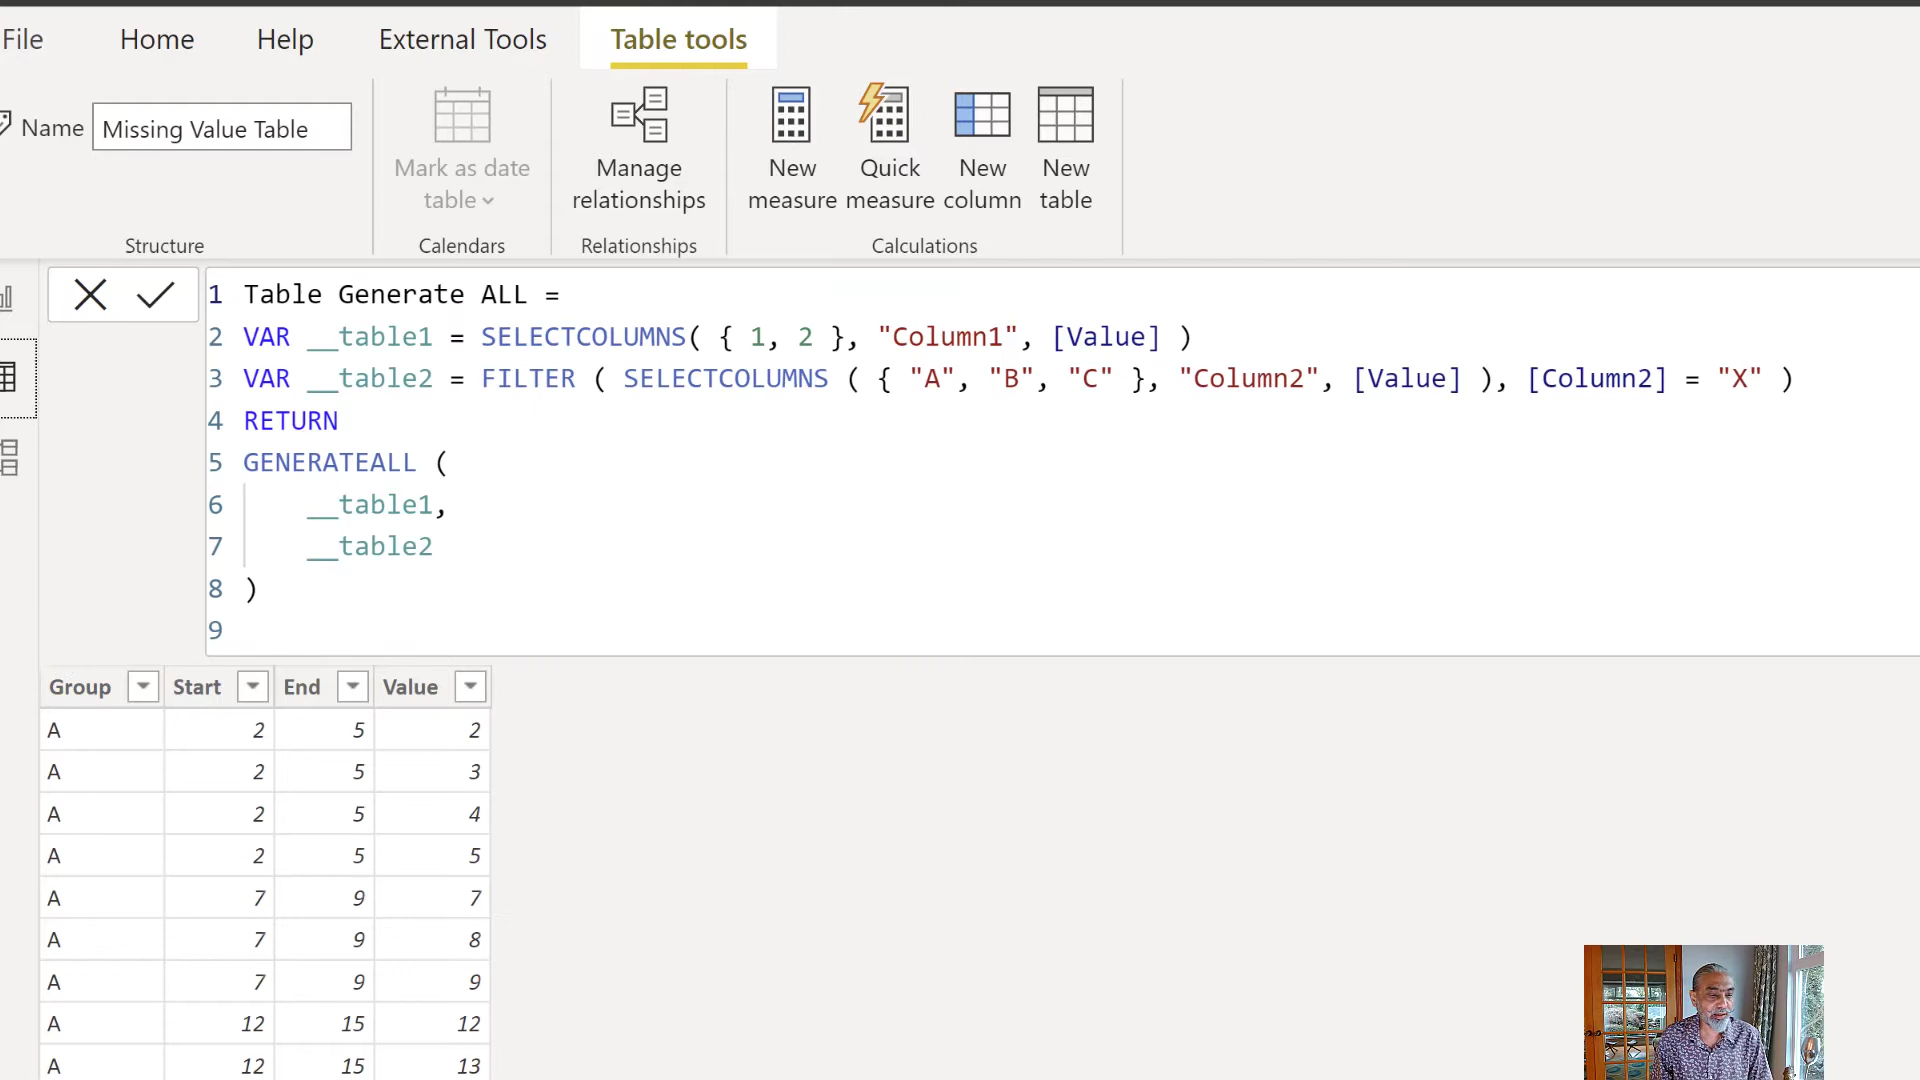 File Home Help External Tools Table tools
Name Missing Value Table
Mark as date table
Manage relationships
New measure
Quick measure
New column
New table
Structure Calendars Relationships Calculations
1 Table Generate ALL =
2 VAR __table1 = SELECTCOLUMNS( { 1, 2 }, "Column1", [Value] )
3 VAR __table2 = FILTER ( SELECTCOLUMNS ( { "A", "B", "C" }, "Column2", [Value] ), [Column2] = "X" )
4 RETURN
5 GENERATEALL (
6 __table1,
7 __table2
8 )
9
Group Start End Value
A 2 5 2
A 2 5 3
A 2 5 4
A 2 5 5
A 7 9 7
A 7 9 8
A 7 9 9
A 12 15 12
A 12 15 13